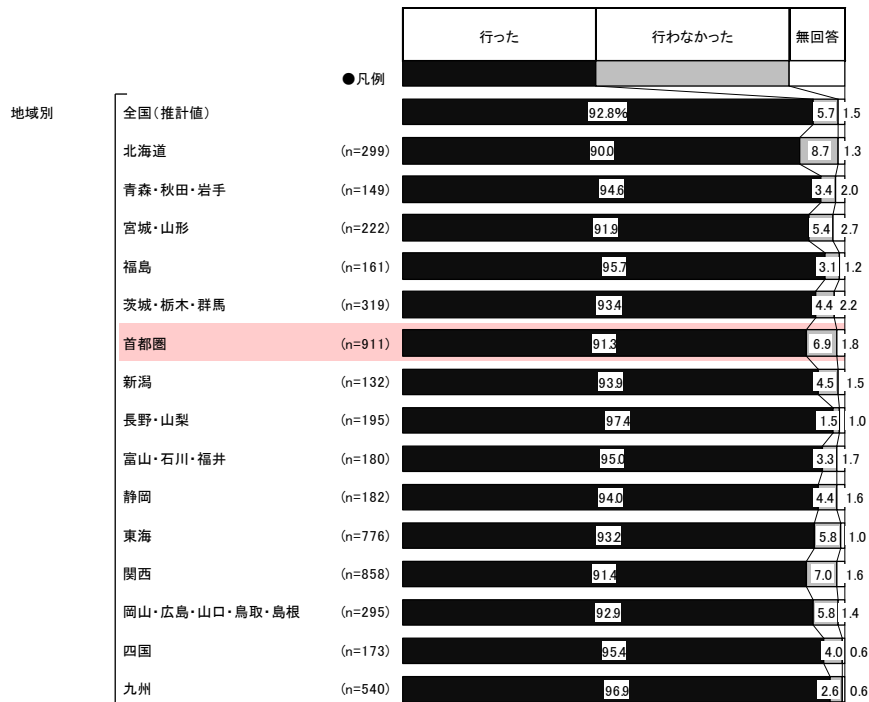 行った 行わなかった 無回答
●凡例
地域別 全国(推計値) 92.8% 5.7 1.5
北海道 (n=299) 90.0 8.7 1.3
青森・秋田・岩手 (n=149) 94.6 3.4 2.0
宮城・山形 (n=222) 91.9 5.4 2.7
福島 (n=161) 95.7 3.1 1.2
茨城・栃木・群馬 (n=319) 93.4 4.4 2.2
首都圏 (n=911) 91.3 6.9 1.8
新潟 (n=132) 93.9 4.5 1.5
長野・山梨 (n=195) 97.4 1.5 1.0
富山・石川・福井 (n=180) 95.0 3.3 1.7
静岡 (n=182) 94.0 4.4 1.6
東海 (n=776) 93.2 5.8 1.0
関西 (n=858) 91.4 7.0 1.6
岡山・広島・山口・鳥取・島根 (n=295) 92.9 5.8 1.4
四国 (n=173) 95.4 4.0 0.6
九州 (n=540) 96.9 2.6 0.6